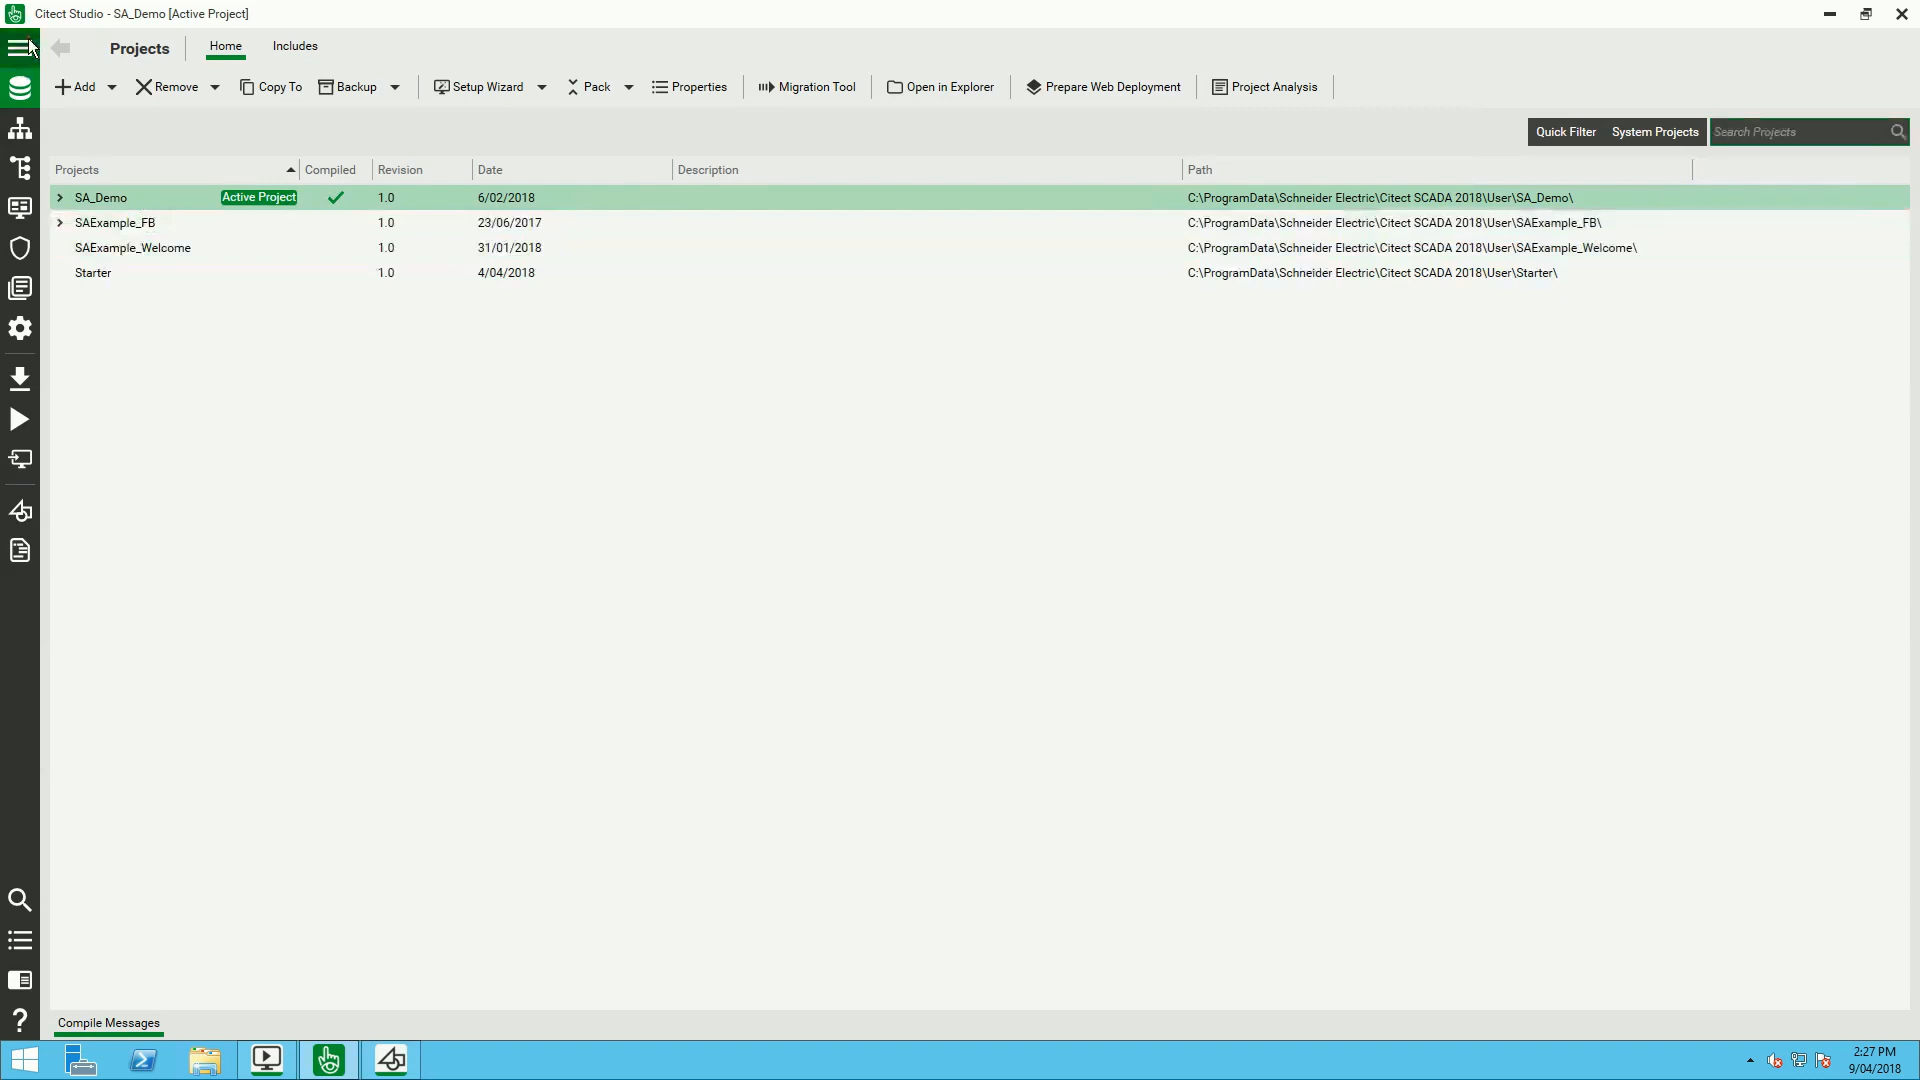 Citect Studio - SA_Demo [Active Project]
Projects Home Includes
Add Remove Copy To Backup Setup Wizard Pack Properties Migration Tool Open in Explorer Prepare Web Deployment Project Analysis
Quick Filter System Projects Search Projects
Projects Compiled Revision Date Description Path
SA_Demo Active Project 1.0 6/02/2018 C:\ProgramData\Schneider Electric\Citect SCADA 2018\User\SA_Demo\
SAExample_FB 1.0 23/06/2017 C:\ProgramData\Schneider Electric\Citect SCADA 2018\User\SAExample_FB\
SAExample_Welcome 1.0 31/01/2018 C:\ProgramData\Schneider Electric\Citect SCADA 2018\User\SAExample_Welcome\
Starter 1.0 4/04/2018 C:\ProgramData\Schneider Electric\Citect SCADA 2018\User\Starter\
Compile Messages
2:27 PM
9/04/2018